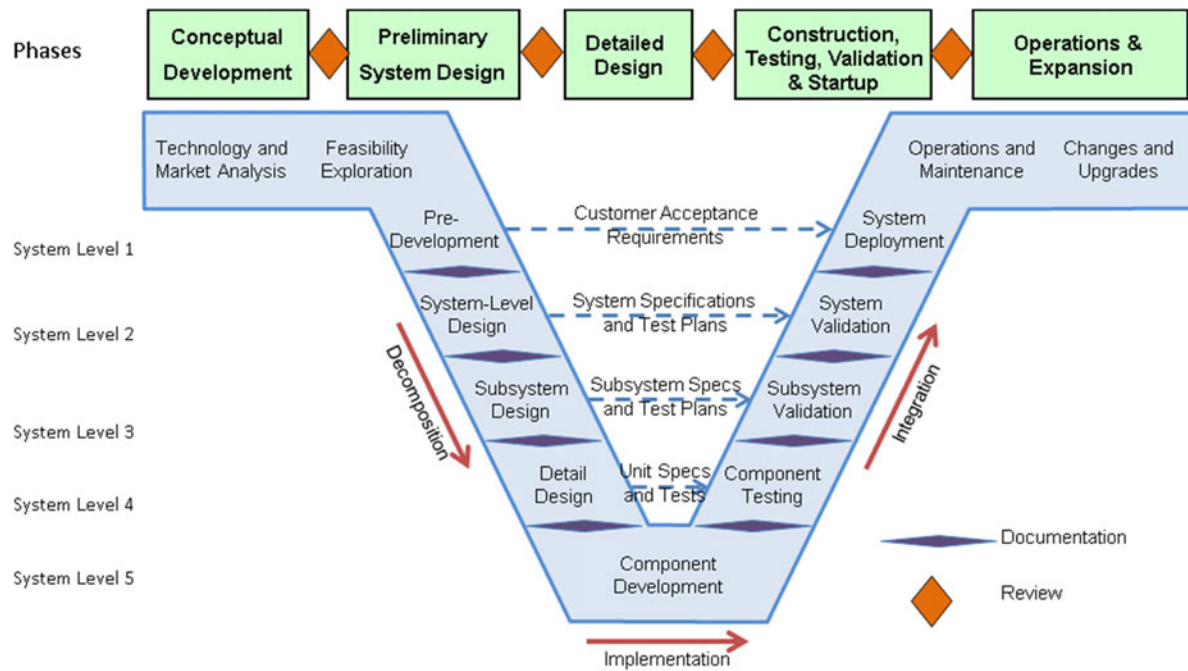 Phases
Conceptual
Development
Preliminary
System Design
Detailed
Design
Construction,
Testing, Validation
& Startup
Operations &
Expansion
Technology and
Market Analysis
Feasibility
Exploration
Operations and
Maintenance
Changes and
Upgrades
System Level 1
Pre-
Development
Customer Acceptance
Requirements
System
Deployment
System Level 2
System-Level
Design
System Specifications
and Test Plans
System
Validation
Decomposition
Integration
System Level 3
Subsystem
Design
Subsystem Specs
and Test Plans
Subsystem
Validation
System Level 4
Detail
Design
Unit Specs
and Tests
Component
Testing
System Level 5
Component
Development
Implementation
Documentation
Review